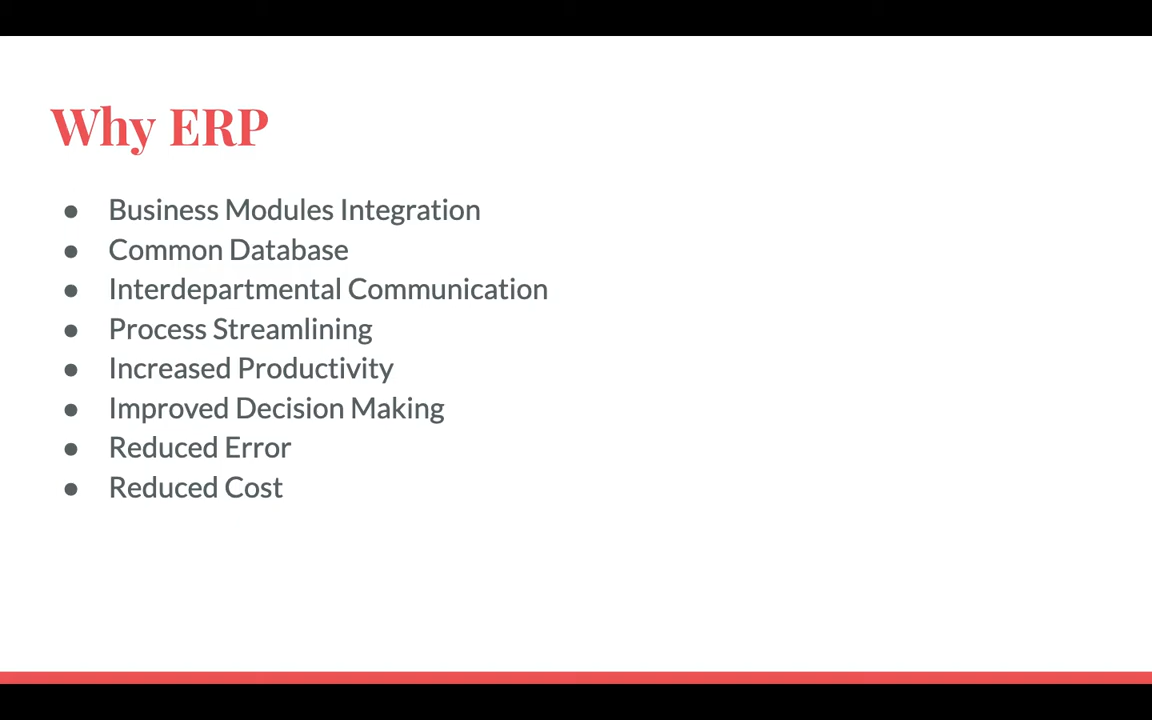 Why ERP
● Business Modules Integration
● Common Database
● Interdepartmental Communication
● Process Streamlining
● Increased Productivity
● Improved Decision Making
● Reduced Error
● Reduced Cost